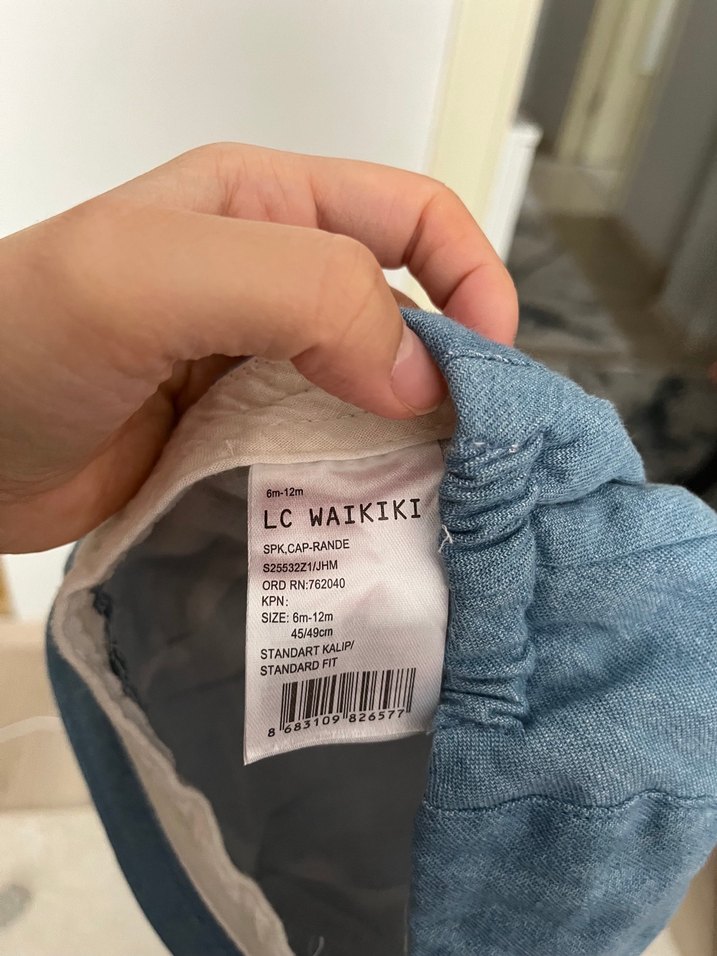 6m-12m
LC WAIKIKI
SPK,CAP-RANDE
S25532Z1/JHM
ORD RN:762040
KPN:
SIZE: 6m-12m
45/49cm
STANDART KALIP/
STANDARD FIT
8 683109 826577